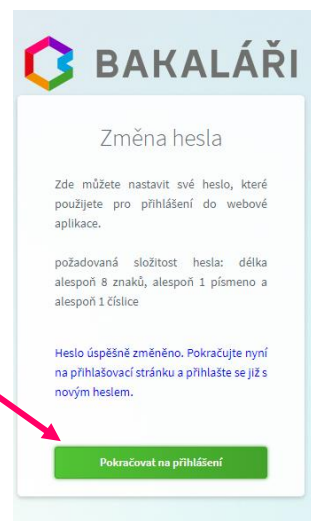 BAKALÁŘI
Změna hesla
Zde můžete nastavit své heslo, které
použijete pro přihlášení do webové
aplikace.
požadovaná složitost hesla: délka
alespoň 8 znaků, alespoň 1 písmeno a
alespoň 1 číslice
Heslo úspěšně změněno. Pokračujte nyní
na přihlašovací stránku a přihlašte se již s
novým heslem.
Pokračovat na přihlášení